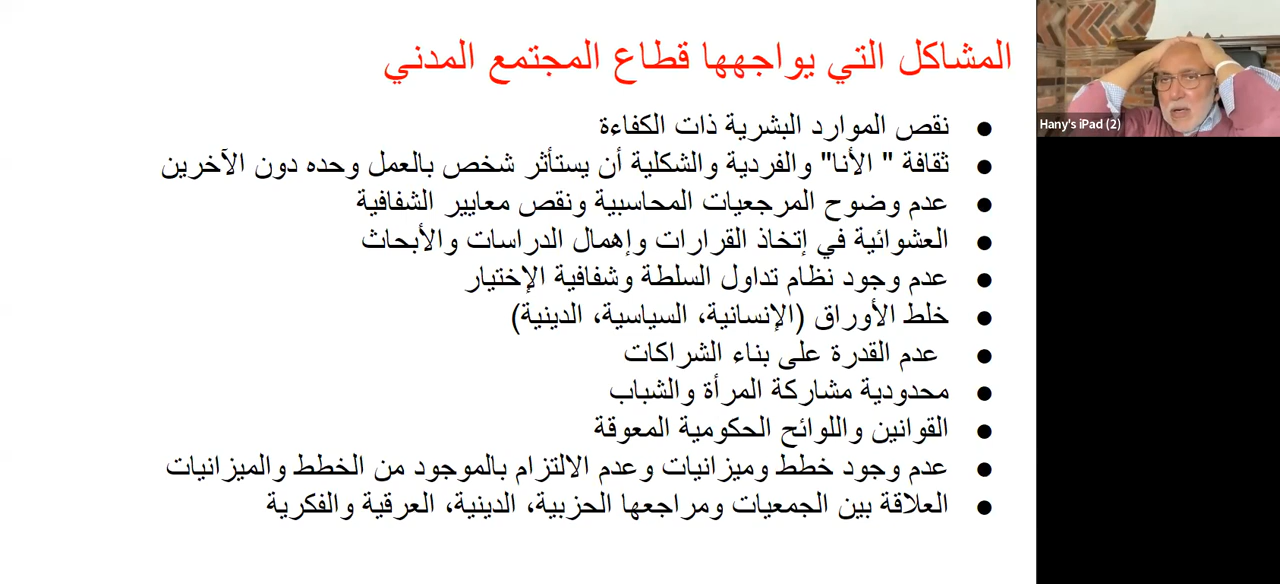 المشاكل التي يواجهها قطاع المجتمع المدني
● نقص الموارد البشرية ذات الكفاءة
● ثقافة " الأنا" والفردية والشكلية أن يستأثر شخص بالعمل وحده دون الآخرين
● عدم وضوح المرجعيات المحاسبية ونقص معايير الشفافية
● العشوائية في إتخاذ القرارات وإهمال الدراسات والأبحاث
● عدم وجود نظام تداول السلطة وشفافية الإختيار
● خلط الأوراق (الإنسانية، السياسية، الدينية)
● عدم القدرة على بناء الشراكات
● محدودية مشاركة المرأة والشباب
● القوانين واللوائح الحكومية المعوقة
● عدم وجود خطط وميزانيات وعدم الالتزام بالموجود من الخطط والميزانيات
● العلاقة بين الجمعيات ومراجعها الحزبية، الدينية، العرقية والفكرية
Hany's iPad (2)